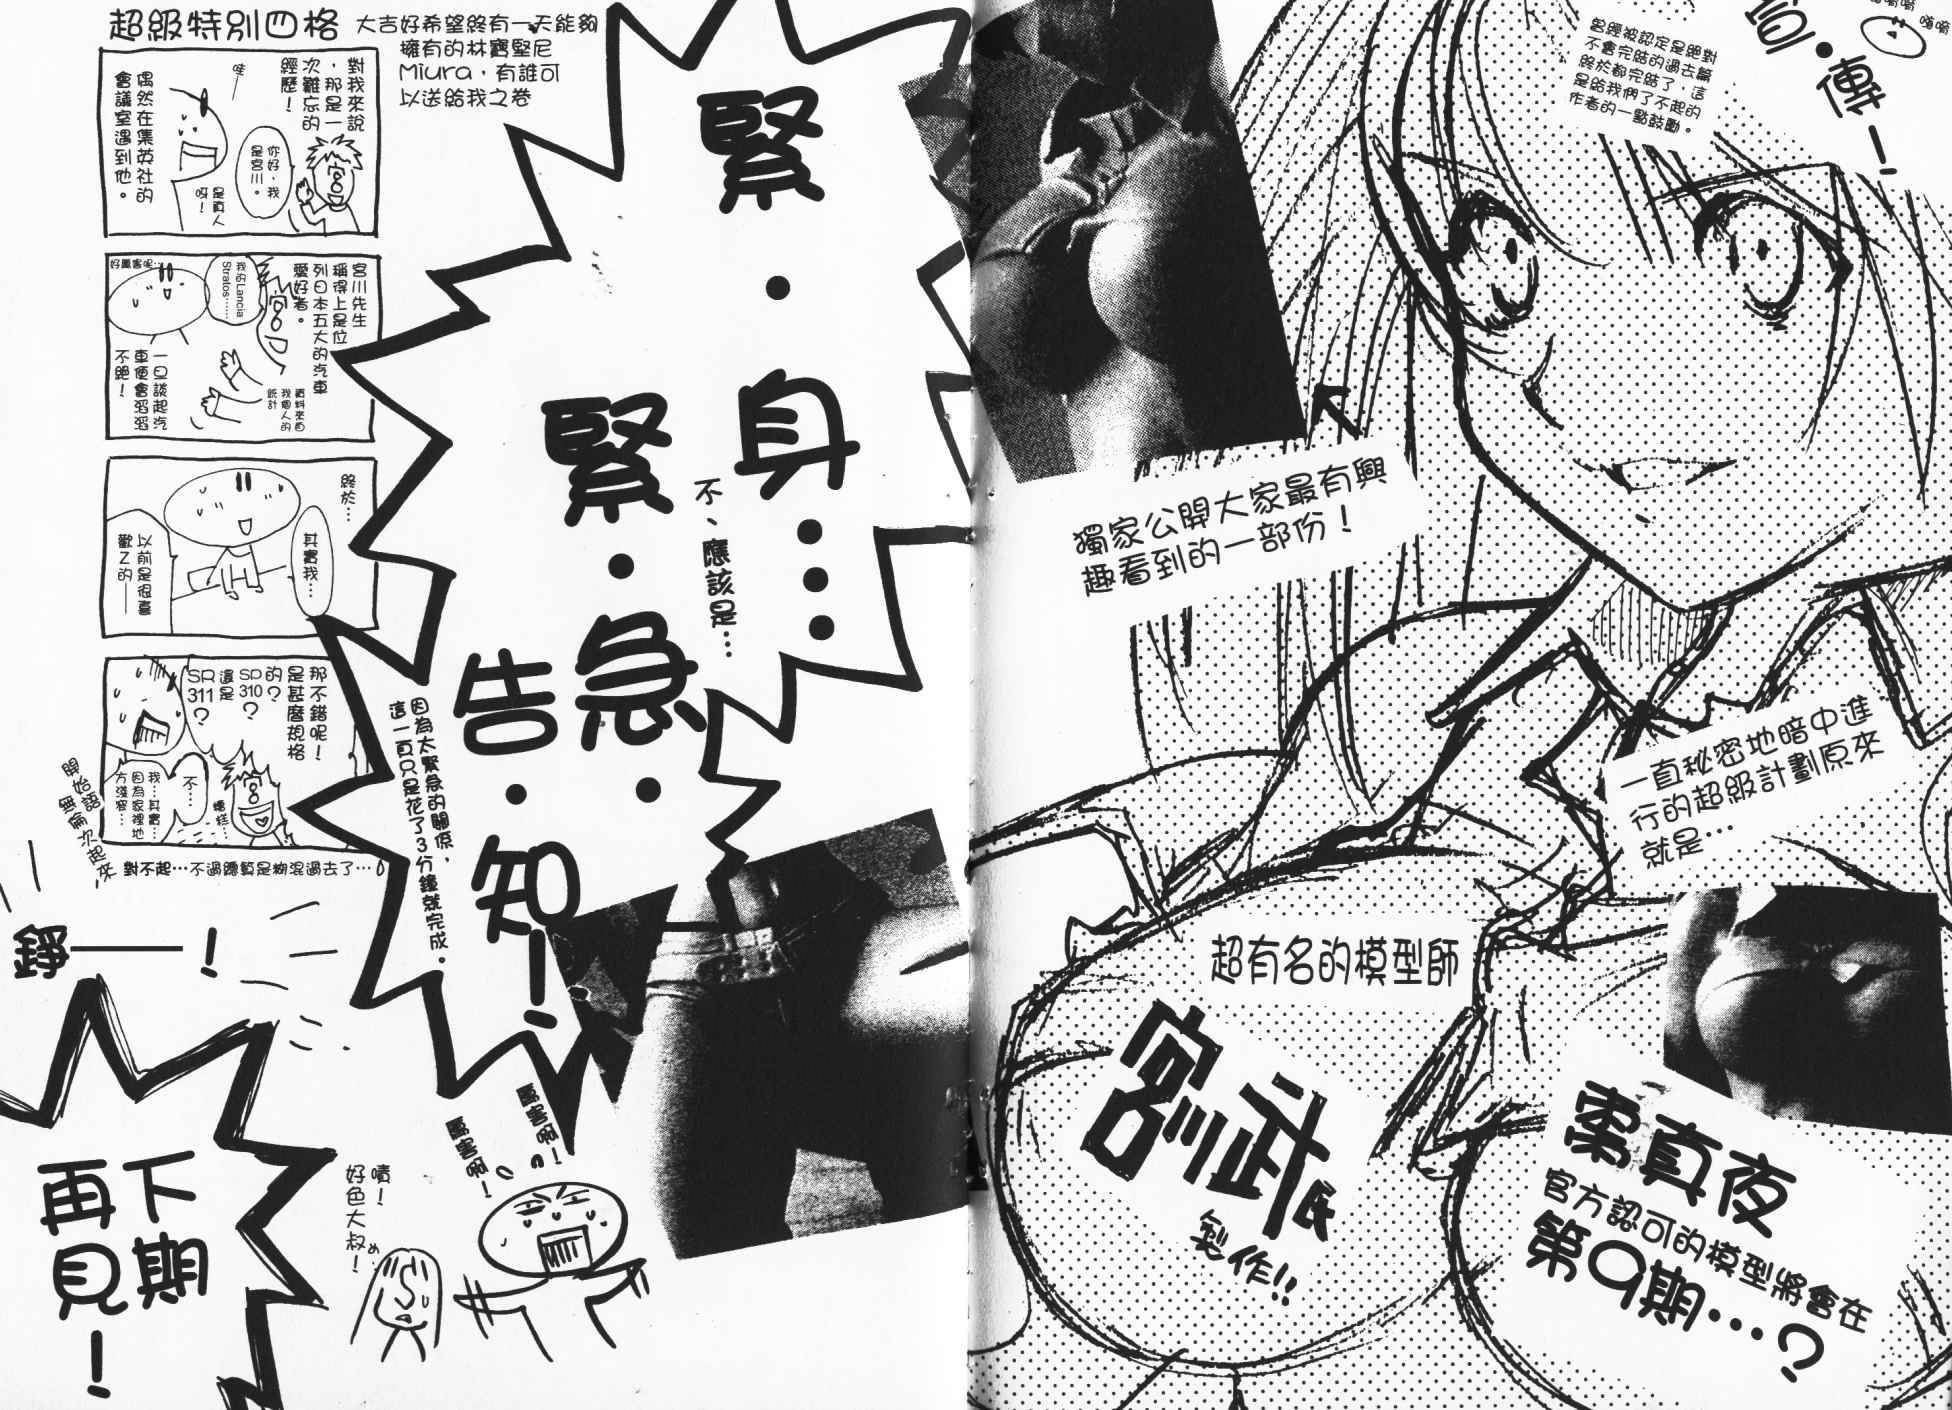 宣・傳！
曾經被認定是絕對
不會完結的過去篇
終於都完結了，這
是給我們了不起的
作者的一點鼓勵。
獨家公開大家最有興
趣看到的一部份！
一直秘密地暗中進
行的超級計劃原來
就是…
超有名的模型師
宮川武氏
製作!!
素真夜
官方認可的模型將會在
第9期…？
緊・身…
不、應該是…
緊・急・
告・知！
因為太緊急的關係，
這一頁只是花了3分鐘就完成。
超級特別四格
大吉好希望終有一天能夠
擁有的林寶堅尼
Miura，有誰可
以送給我之卷
對我來說
，那是一
次難忘的
經歷！
你好，我
是宮川。
哇—
是真人
呀！
偶然在集英社的
會議室遇到他。
宮川先生
稱得上是位
列日本五大的汽車
愛好者。
資料來自
我個人的
統計
我的Lancia
Stratos……
好厲害呢…
一旦談起汽
車便會滔滔
不絕！
終於…
其實我…
以前是很喜
歡Z的——
那不錯呢！
是甚麼規格
的？
SP
310？
還是
SR
311？
不…
我…其實…
因為家裡地
方淺窄…
糟糕…
開始語
無倫次起來！
對不起…不過總算是糊混過去了…
錚——！
厲害啊！
厲害啊！
嘖！
好色大叔！
下期
再見！